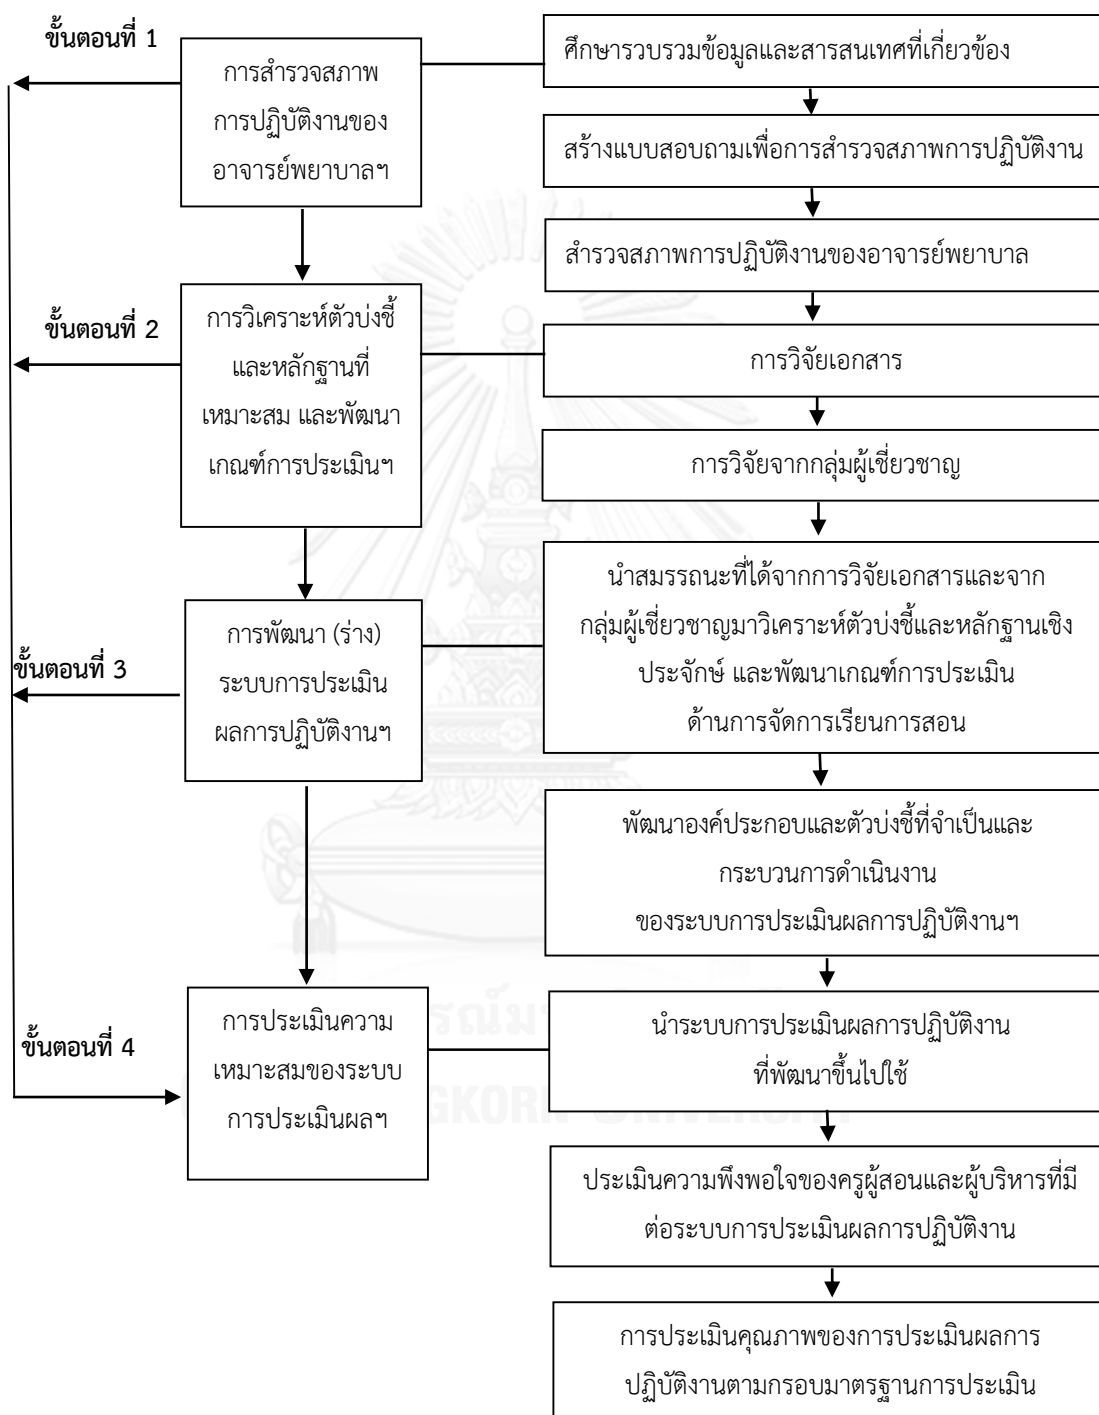 ขั้นตอนที่ 1
การสำรวจสภาพ
การปฏิบัติงานของ
อาจารย์พยาบาลฯ
ศึกษารวบรวมข้อมูลและสารสนเทศที่เกี่ยวข้อง
สร้างแบบสอบถามเพื่อการสำรวจสภาพการปฏิบัติงาน
สำรวจสภาพการปฏิบัติงานของอาจารย์พยาบาล
ขั้นตอนที่ 2
การวิเคราะห์ตัวบ่งชี้
และหลักฐานที่
เหมาะสม และพัฒนา
เกณฑ์การประเมินฯ
การวิจัยเอกสาร
การวิจัยจากกลุ่มผู้เชี่ยวชาญ
นำสมรรถนะที่ได้จากการวิจัยเอกสารและจาก
กลุ่มผู้เชี่ยวชาญมาวิเคราะห์ตัวบ่งชี้และหลักฐานเชิง
ประจักษ์ และพัฒนาเกณฑ์การประเมิน
ด้านการจัดการเรียนการสอน
ขั้นตอนที่ 3
การพัฒนา (ร่าง)
ระบบการประเมิน
ผลการปฏิบัติงานฯ
พัฒนาองค์ประกอบและตัวบ่งชี้ที่จำเป็นและ
กระบวนการดำเนินงาน
ของระบบการประเมินผลการปฏิบัติงานฯ
ขั้นตอนที่ 4
การประเมินความ
เหมาะสมของระบบ
การประเมินผลฯ
นำระบบการประเมินผลการปฏิบัติงาน
ที่พัฒนาขึ้นไปใช้
ประเมินความพึงพอใจของครูผู้สอนและผู้บริหารที่มี
ต่อระบบการประเมินผลการปฏิบัติงาน
การประเมินคุณภาพของการประเมินผลการ
ปฏิบัติงานตามกรอบมาตรฐานการประเมิน